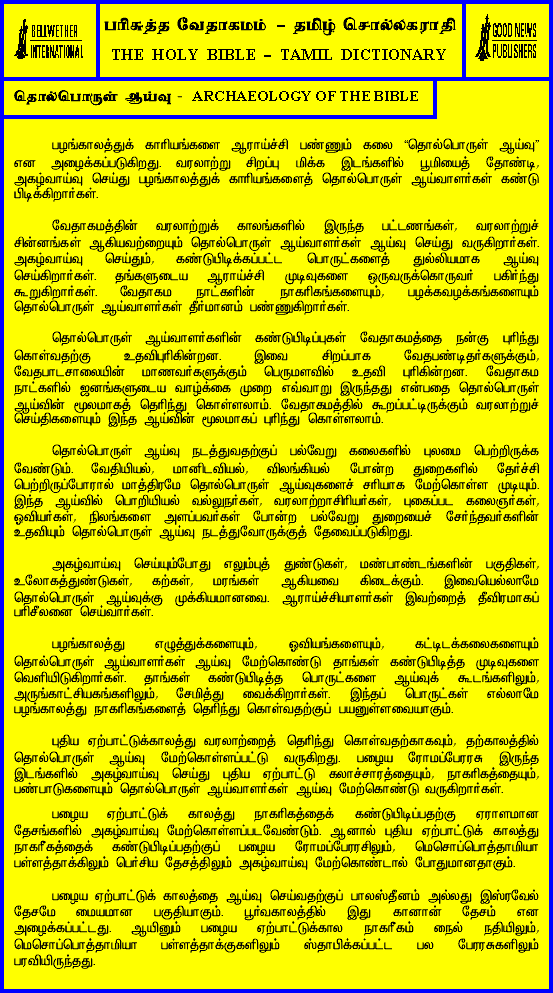 BELLWETHER
INTERNATIONAL
பரிசுத்த வேதாகமம் – தமிழ் சொல்லகராதி
THE HOLY BIBLE – TAMIL DICTIONARY
GOOD NEWS
PUBLISHERS
தொல்பொருள் ஆய்வு - ARCHAEOLOGY OF THE BIBLE
பழங்காலத்துக் காரியங்களை ஆராய்ச்சி பண்ணும் கலை “தொல்பொருள் ஆய்வு”
என அழைக்கப்படுகிறது. வரலாற்று சிறப்பு மிக்க இடங்களில் பூமியைத் தோண்டி,
அகழ்வாய்வு செய்து பழங்காலத்துக் காரியங்களைத் தொல்பொருள் ஆய்வாளர்கள் கண்டு
பிடிக்கிறார்கள்.
வேதாகமத்தின் வரலாற்றுக் காலங்களில் இருந்த பட்டணங்கள், வரலாற்றுச்
சின்னங்கள் ஆகியவற்றையும் தொல்பொருள் ஆய்வாளர்கள் ஆய்வு செய்து வருகிறார்கள்.
அகழ்வாய்வு செய்தும், கண்டுபிடிக்கப்பட்ட பொருட்களைத் துல்லியமாக ஆய்வு
செய்கிறார்கள். தங்களுடைய ஆராய்ச்சி முடிவுகளை ஒருவருக்கொருவர் பகிர்ந்து
கூறுகிறார்கள். வேதாகம நாட்களின் நாகரிகங்களையும், பழக்கவழக்கங்களையும்
தொல்பொருள் ஆய்வாளர்கள் தீர்மானம் பண்ணுகிறார்கள்.
தொல்பொருள் ஆய்வாளர்களின் கண்டுபிடிப்புகள் வேதாகமத்தை நன்கு புரிந்து
கொள்வதற்கு உதவிபுரிகின்றன. இவை சிறப்பாக வேதபண்டிதர்களுக்கும்,
வேதபாடசாலையின் மாணவர்களுக்கும் பெருமளவில் உதவி புரிகின்றன. வேதாகம
நாட்களில் ஜனங்களுடைய வாழ்க்கை முறை எவ்வாறு இருந்தது என்பதை தொல்பொருள்
ஆய்வின் மூலமாகத் தெரிந்து கொள்ளலாம். வேதாகமத்தில் கூறப்பட்டிருக்கும் வரலாற்றுச்
செய்திகளையும் இந்த ஆய்வின் மூலமாகப் புரிந்து கொள்ளலாம்.
தொல்பொருள் ஆய்வு நடத்துவதற்குப் பல்வேறு கலைகளில் புலமை பெற்றிருக்க
வேண்டும். வேதியியல், மானிடவியல், விலங்கியல் போன்ற துறைகளில் தேர்ச்சி
பெற்றிருப்போரால் மாத்திரமே தொல்பொருள் ஆய்வுகளைச் சரியாக மேற்கொள்ள முடியும்.
இந்த ஆய்வில் பொறியியல் வல்லுநர்கள், வரலாற்றாசிரியர்கள், புகைப்பட கலைஞர்கள்,
ஓவியர்கள், நிலங்களை அளப்பவர்கள் போன்ற பல்வேறு துறையைச் சேர்ந்தவர்களின்
உதவியும் தொல்பொருள் ஆய்வு நடத்துவோருக்குத் தேவைப்படுகிறது.
அகழ்வாய்வு செய்யும்போது எலும்புத் துண்டுகள், மண்பாண்டங்களின் பகுதிகள்,
உலோகத்துண்டுகள், கற்கள், மரங்கள் ஆகியவை கிடைக்கும். இவையெல்லாமே
தொல்பொருள் ஆய்வுக்கு முக்கியமானவை. ஆராய்ச்சியாளர்கள் இவற்றைத் தீவிரமாகப்
பரிசீலனை செய்வார்கள்.
பழங்காலத்து எழுத்துக்களையும், ஓவியங்களையும், கட்டிடக்கலைகளையும்
தொல்பொருள் ஆய்வாளர்கள் ஆய்வு மேற்கொண்டு தாங்கள் கண்டுபிடித்த முடிவுகளை
வெளியிடுகிறார்கள். தாங்கள் கண்டுபிடித்த பொருட்களை ஆய்வுக் கூடங்களிலும்,
அருங்காட்சியகங்களிலும், சேமித்து வைக்கிறார்கள். இந்தப் பொருட்கள் எல்லாமே
பழங்காலத்து நாகரிகங்களைத் தெரிந்து கொள்வதற்குப் பயனுள்ளவையாகும்.
புதிய ஏற்பாட்டுக்காலத்து வரலாற்றைத் தெரிந்து கொள்வதற்காகவும், தற்காலத்தில்
தொல்பொருள் ஆய்வு மேற்கொள்ளப்பட்டு வருகிறது. பழைய ரோமப்பேரரசு இருந்த
இடங்களில் அகழ்வாய்வு செய்து புதிய ஏற்பாட்டு கலாச்சாரத்தையும், நாகரிகத்தையும்,
பண்பாடுகளையும் தொல்பொருள் ஆய்வாளர்கள் ஆய்வு மேற்கொண்டு வருகிறார்கள்.
பழைய ஏற்பாட்டுக் காலத்து நாகரிகத்தைக் கண்டுபிடிப்பதற்கு ஏராளமான
தேசங்களில் அகழ்வாய்வு மேற்கொள்ளப்படவேண்டும். ஆனால் புதிய ஏற்பாட்டுக் காலத்து
நாகரீகத்தைக் கண்டுபிடிப்பதற்குப் பழைய ரோமப்பேரரசிலும், மெசொப்பொத்தாமியா
பள்ளத்தாக்கிலும் பெர்சிய தேசத்திலும் அகழ்வாய்வு மேற்கொண்டால் போதுமானதாகும்.
பழைய ஏற்பாட்டுக் காலத்தை ஆய்வு செய்வதற்குப் பாலஸ்தீனம் அல்லது இஸ்ரவேல்
தேசமே மையமான பகுதியாகும். பூர்வகாலத்தில் இது கானான் தேசம் என
அழைக்கப்பட்டது. ஆயினும் பழைய ஏற்பாட்டுக்கால நாகரீகம் நைல் நதியிலும்,
மெசொப்பொத்தாமியா பள்ளத்தாக்குகளிலும் ஸ்தாபிக்கப்பட்ட பல பேரரசுகளிலும்
பரவியிருந்தது.